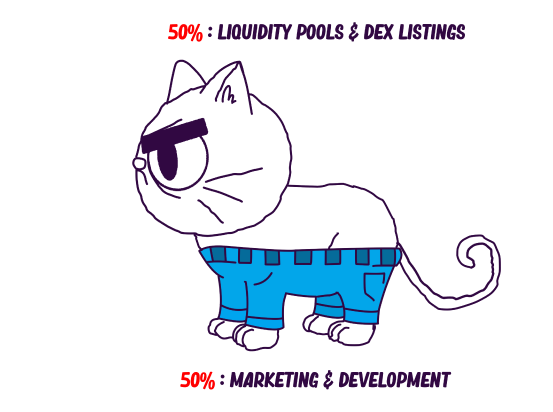 50% : LIQUIDITY POOLS & DEX LISTINGS
50% : MARKETING & DEVELOPMENT